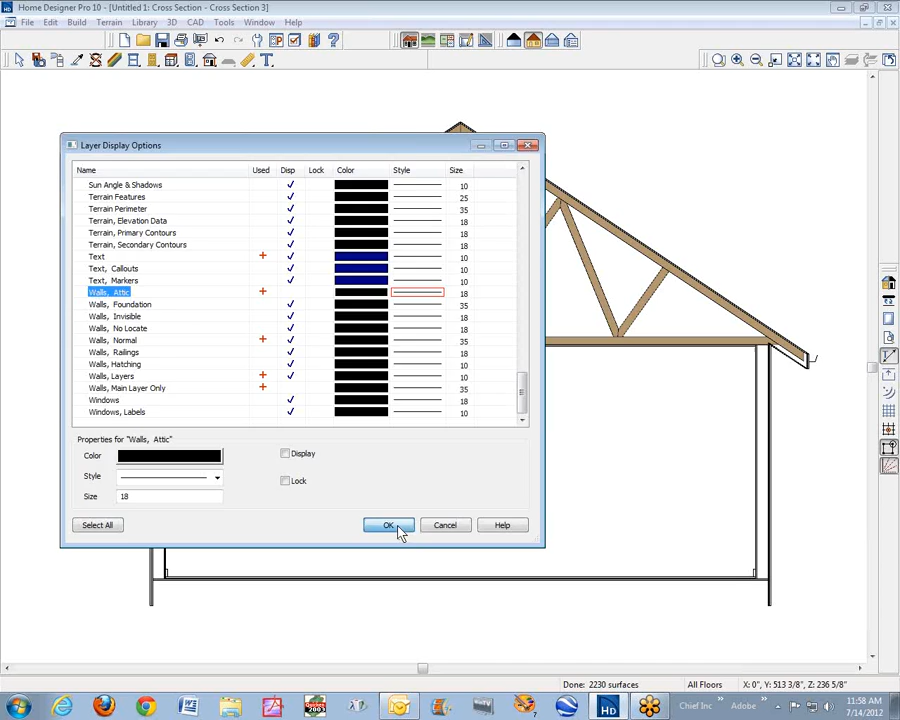 Home Designer Pro 10 - [Untitled 1: Cross Section - Cross Section 3]
File Edit Build Terrain Library 3D CAD Tools Window Help
Layer Display Options
Name Used Disp Lock Color Style Size
Sun Angle & Shadows 10
Terrain Features 25
Terrain Perimeter 35
Terrain, Elevation Data 18
Terrain, Primary Contours 18
Terrain, Secondary Contours 18
Text 10
Text, Callouts 10
Text, Markers 10
Walls, Attic 18
Walls, Foundation 35
Walls, Invisible 18
Walls, No Locate 18
Walls, Normal 35
Walls, Railings 18
Walls, Hatching 10
Walls, Layers 10
Walls, Main Layer Only 35
Windows 18
Windows, Labels 10
Properties for "Walls, Attic"
Color
Display
Style
Lock
Size 18
Select All OK Cancel Help
Done: 2230 surfaces All Floors X: 0", Y: 513 3/8", Z: 236 5/8"
Chief Inc Adobe 11:58 AM
7/14/2012